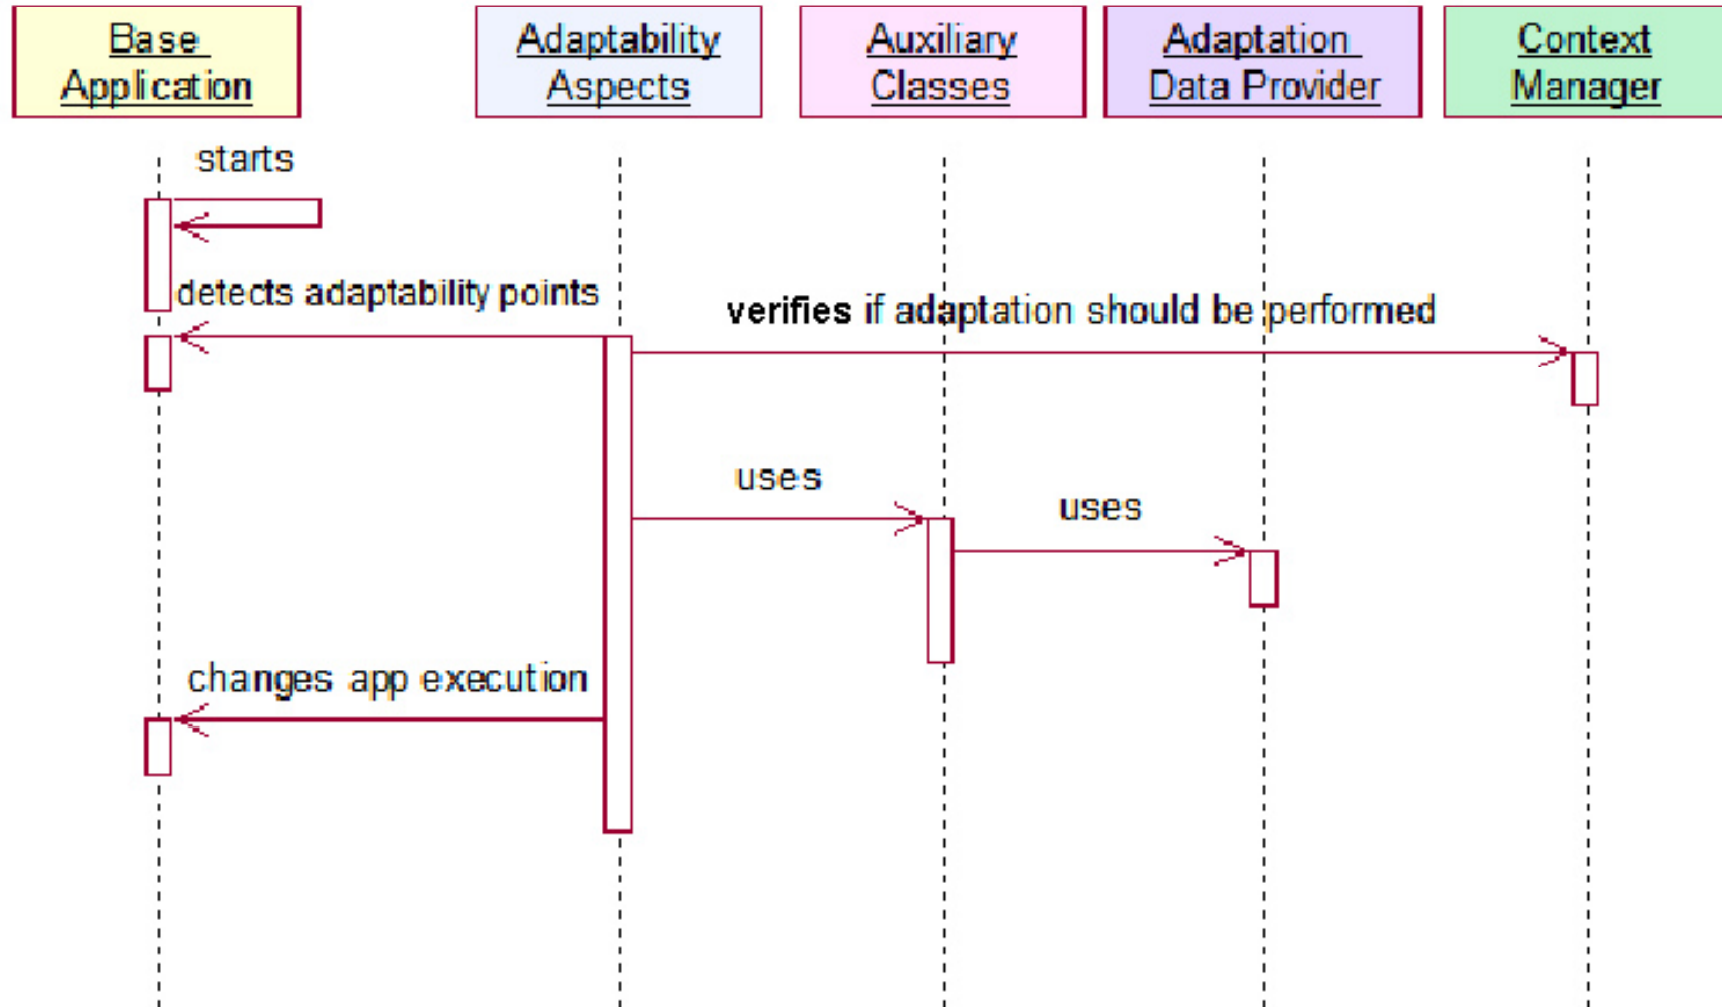 Base
Application
Adaptability
Aspects
Auxiliary
Classes
Adaptation
Data Provider
Context
Manager
starts
detects adaptability points
verifies if adaptation should be performed
uses
uses
changes app execution